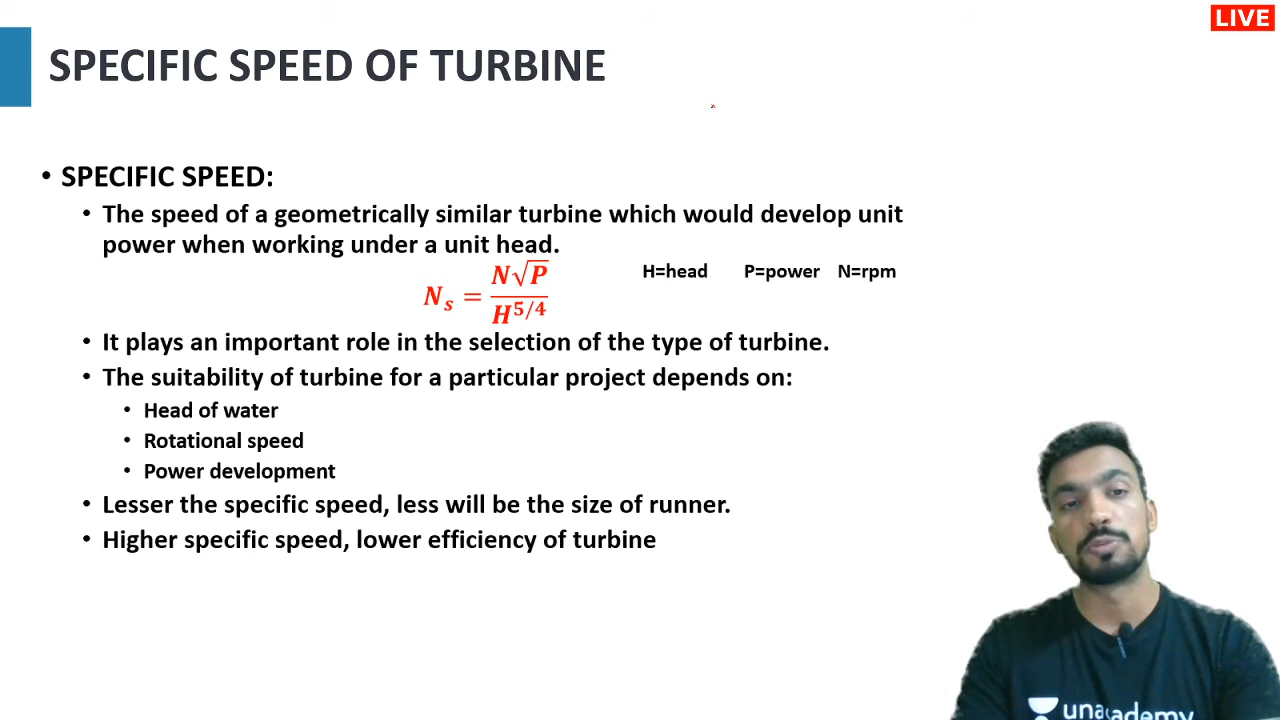 LIVE
SPECIFIC SPEED OF TURBINE
• SPECIFIC SPEED:
• The speed of a geometrically similar turbine which would develop unit
power when working under a unit head.
N_s = N√P / H^{5/4}
H=head P=power N=rpm
• It plays an important role in the selection of the type of turbine.
• The suitability of turbine for a particular project depends on:
• Head of water
• Rotational speed
• Power development
• Lesser the specific speed, less will be the size of runner.
• Higher specific speed, lower efficiency of turbine
unacademy